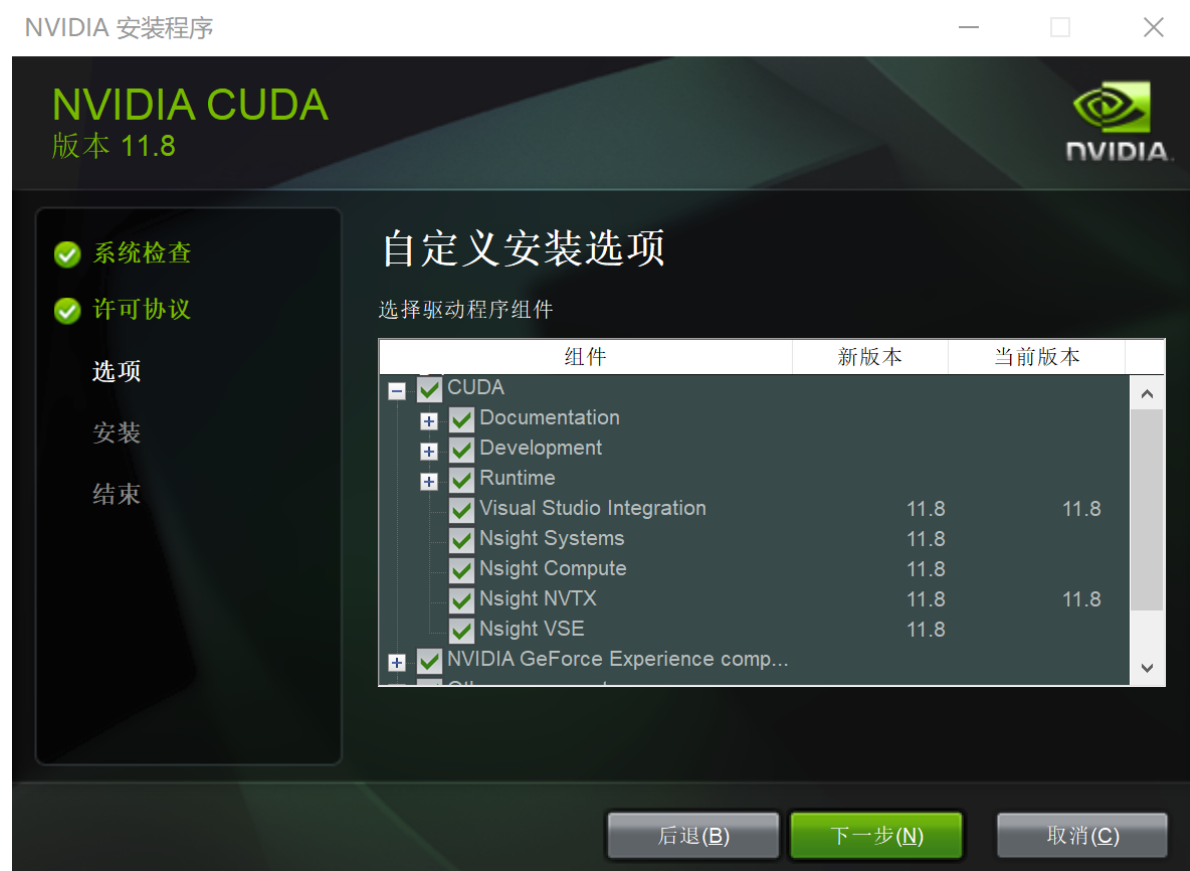 NVIDIA 安装程序
NVIDIA CUDA
版本 11.8
NVIDIA.
系统检查
许可协议
选项
安装
结束
自定义安装选项
选择驱动程序组件
组件 新版本 当前版本
CUDA
Documentation
Development
Runtime
Visual Studio Integration 11.8 11.8
Nsight Systems 11.8
Nsight Compute 11.8
Nsight NVTX 11.8 11.8
Nsight VSE 11.8
NVIDIA GeForce Experience comp...
后退(B) 下一步(N) 取消(C)